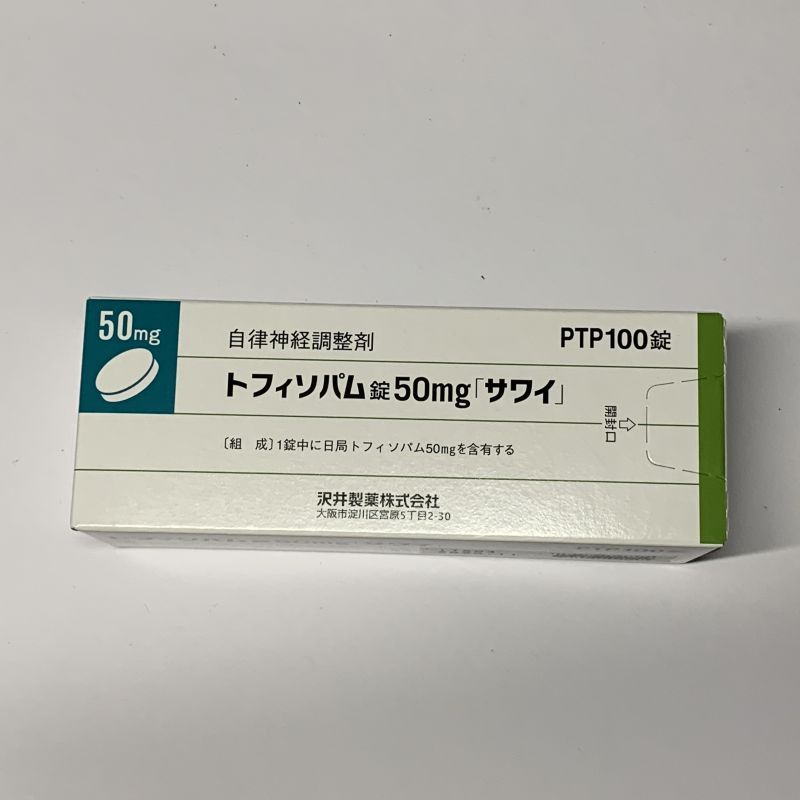 50mg
自律神経調整剤
PTP100錠
トフィソパム錠50mg「サワイ」
開封口
〔組 成〕1錠中に日局トフィソパム50mgを含有する
沢井製薬株式会社
大阪市淀川区宮原5丁目2-30
PTP100